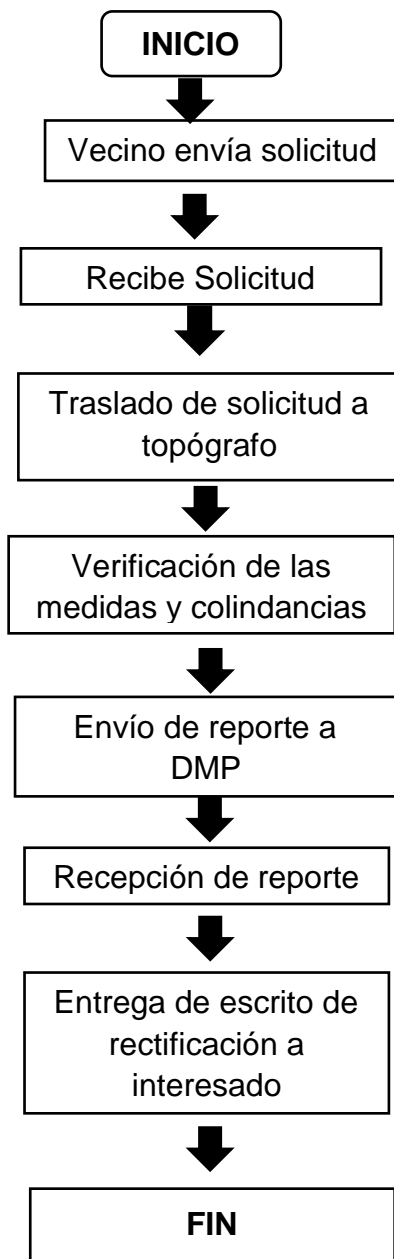 INICIO
Vecino envía solicitud
Recibe Solicitud
Traslado de solicitud a
topógrafo
Verificación de las
medidas y colindancias
Envío de reporte a
DMP
Recepción de reporte
Entrega de escrito de
rectificación a
interesado
FIN